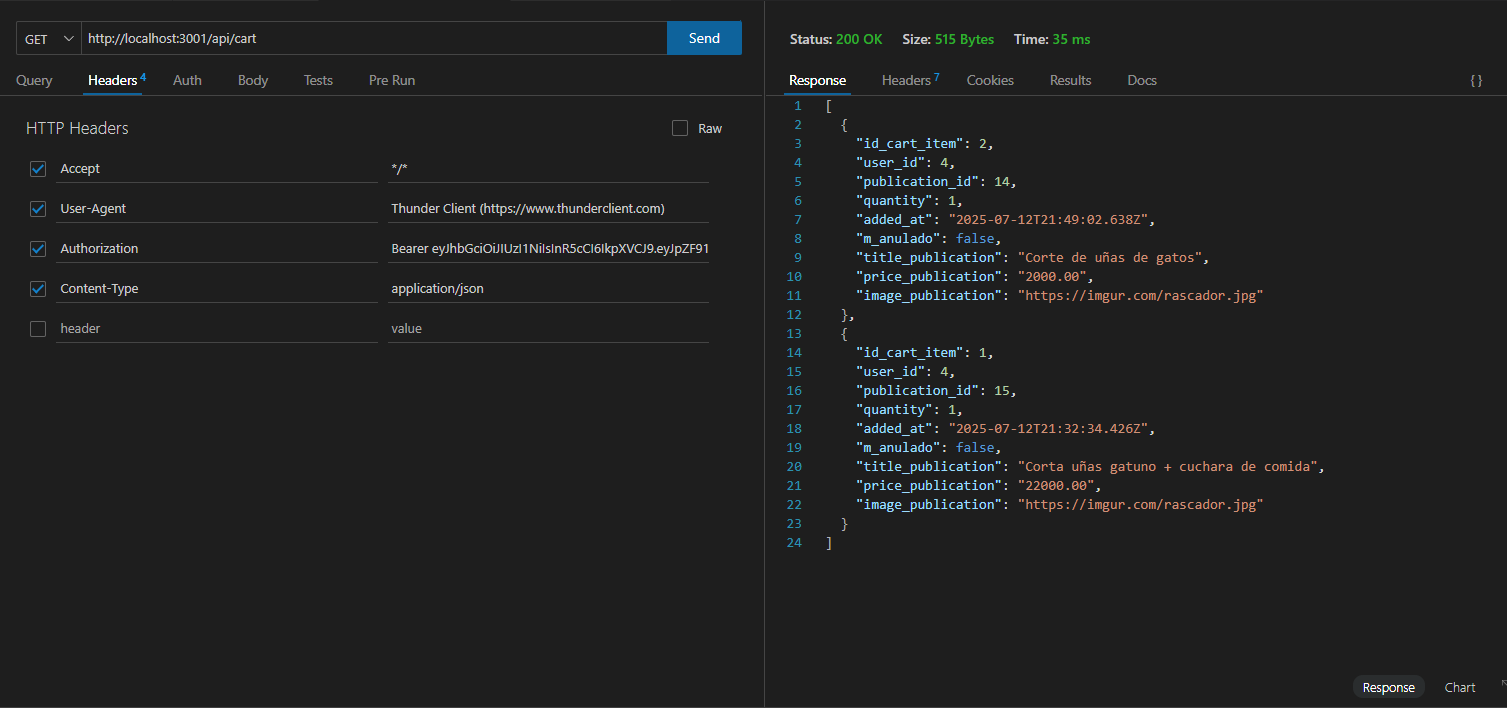 GET http://localhost:3001/api/cart Send
Query Headers 4 Auth Body Tests Pre Run
HTTP Headers Raw
Accept */*
User-Agent Thunder Client (https://www.thunderclient.com)
Authorization Bearer eyJhbGciOiJIUzI1NiIsInR5cCI6IkpXVCJ9.eyJpZF91
Content-Type application/json
header value
Status: 200 OK Size: 515 Bytes Time: 35 ms
Response Headers 7 Cookies Results Docs { }
1 [
2 {
3 "id_cart_item": 2,
4 "user_id": 4,
5 "publication_id": 14,
6 "quantity": 1,
7 "added_at": "2025-07-12T21:49:02.638Z",
8 "m_anulado": false,
9 "title_publication": "Corte de uñas de gatos",
10 "price_publication": "2000.00",
11 "image_publication": "https://imgur.com/rascador.jpg"
12 },
13 {
14 "id_cart_item": 1,
15 "user_id": 4,
16 "publication_id": 15,
17 "quantity": 1,
18 "added_at": "2025-07-12T21:32:34.426Z",
19 "m_anulado": false,
20 "title_publication": "Corta uñas gatuno + cuchara de comida",
21 "price_publication": "22000.00",
22 "image_publication": "https://imgur.com/rascador.jpg"
23 }
24 ]
Response Chart